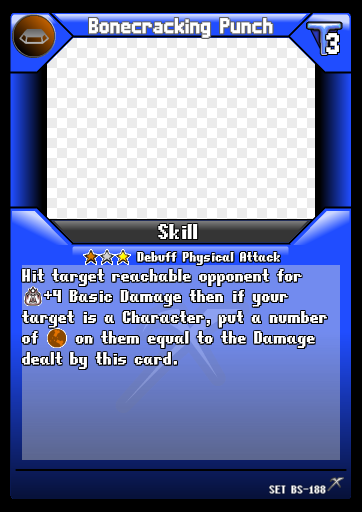 Bonecracking Punch
3
Skill
Debuff Physical Attack
Hit target reachable opponent for
+4 Basic Damage then if your
target is a Character, put a number
of on them equal to the Damage
dealt by this card.
SET BS-188